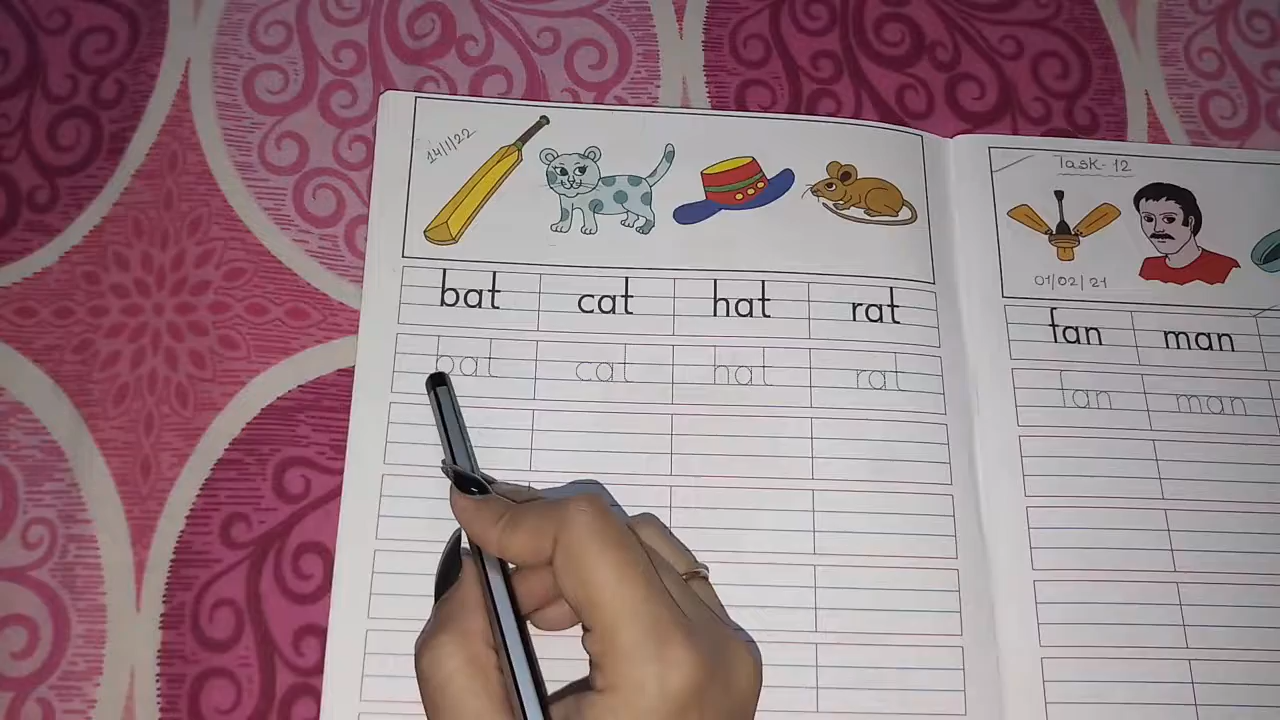 14/1/22
bat cat hat rat
bat cat hat rat
Task-12
01/02/21
fan man
fan man